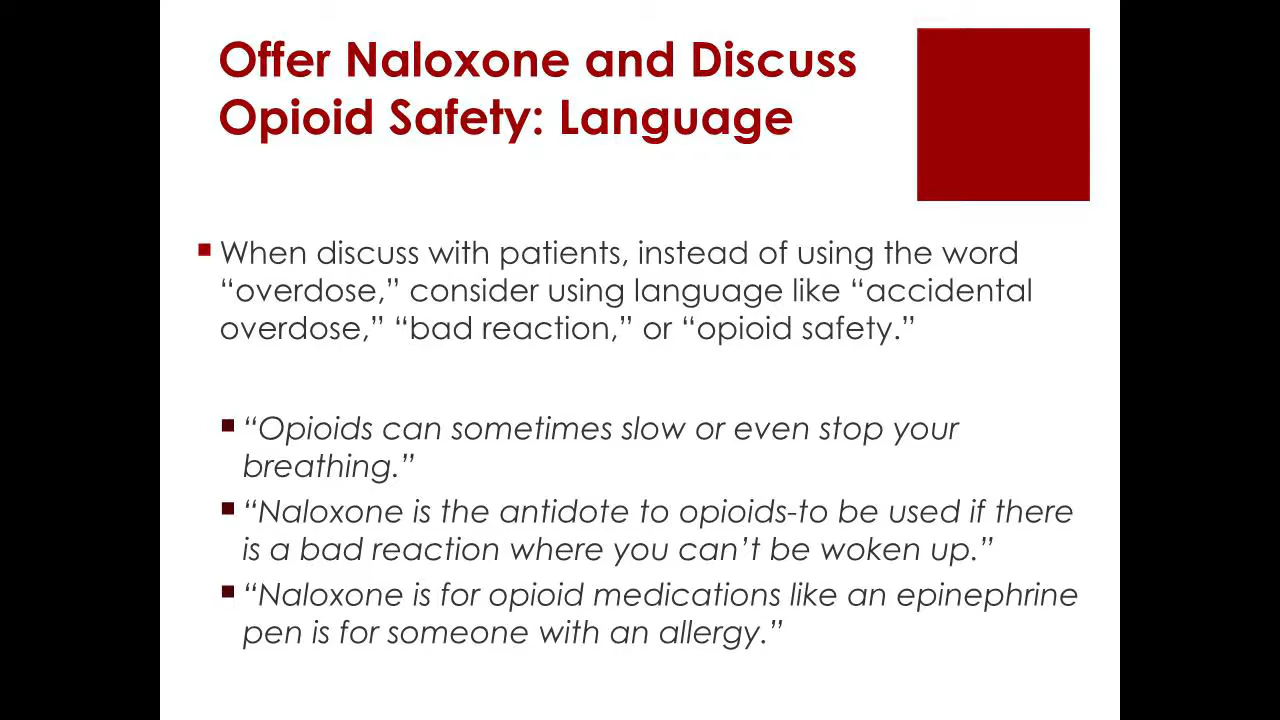 Offer Naloxone and Discuss
Opioid Safety: Language
When discuss with patients, instead of using the word
“overdose,” consider using language like “accidental
overdose,” “bad reaction,” or “opioid safety.”
“Opioids can sometimes slow or even stop your
breathing.”
“Naloxone is the antidote to opioids-to be used if there
is a bad reaction where you can’t be woken up.”
“Naloxone is for opioid medications like an epinephrine
pen is for someone with an allergy.”